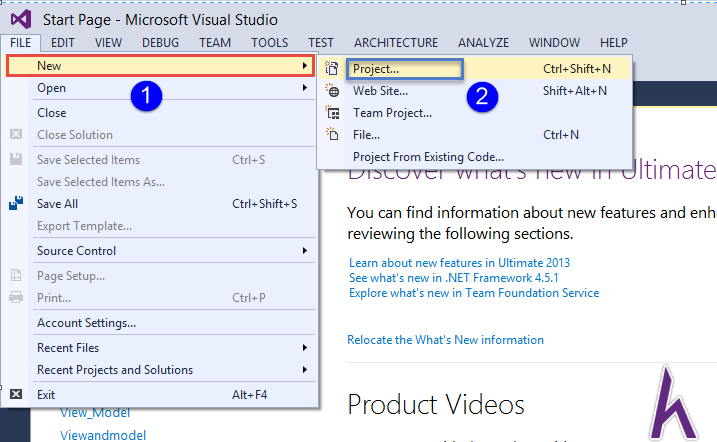 Start Page - Microsoft Visual Studio
FILE EDIT VIEW DEBUG TEAM TOOLS TEST ARCHITECTURE ANALYZE WINDOW HELP
New
Open
Close
Close Solution
Save Selected Items Ctrl+S
Save Selected Items As...
Save All Ctrl+Shift+S
Export Template...
Source Control
Page Setup...
Print... Ctrl+P
Account Settings...
Recent Files
Recent Projects and Solutions
Exit Alt+F4
1
Project... Ctrl+Shift+N
Web Site... Shift+Alt+N
Team Project...
File... Ctrl+N
Project From Existing Code...
2
Discover what's new in Ultimate
You can find information about new features and enha
reviewing the following sections.
Learn about new features in Ultimate 2013
See what's new in .NET Framework 4.5.1
Explore what's new in Team Foundation Service
Relocate the What's New information
Product Videos
View_Model
Viewandmodel